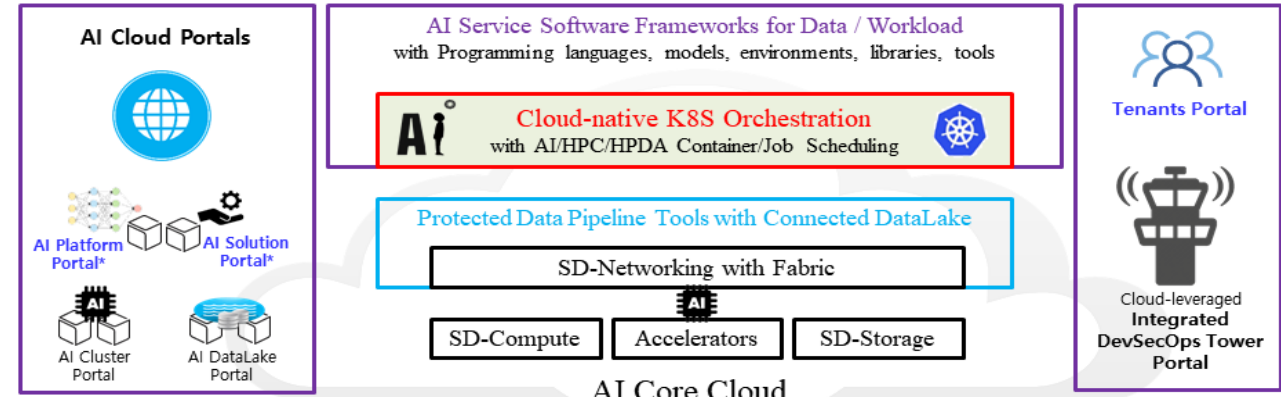 AI Cloud Portals
AI Platform
Portal*
AI Solution
Portal*
AI
AI Cluster
Portal
AI DataLake
Portal
AI Service Software Frameworks for Data / Workload
with Programming languages, models, environments, libraries, tools
Ai
Cloud-native K8S Orchestration
with AI/HPC/HPDA Container/Job Scheduling
Protected Data Pipeline Tools with Connected DataLake
SD-Networking with Fabric
AI
SD-Compute
Accelerators
SD-Storage
AI Core Cloud
Tenants Portal
Cloud-leveraged
Integrated
DevSecOps Tower
Portal